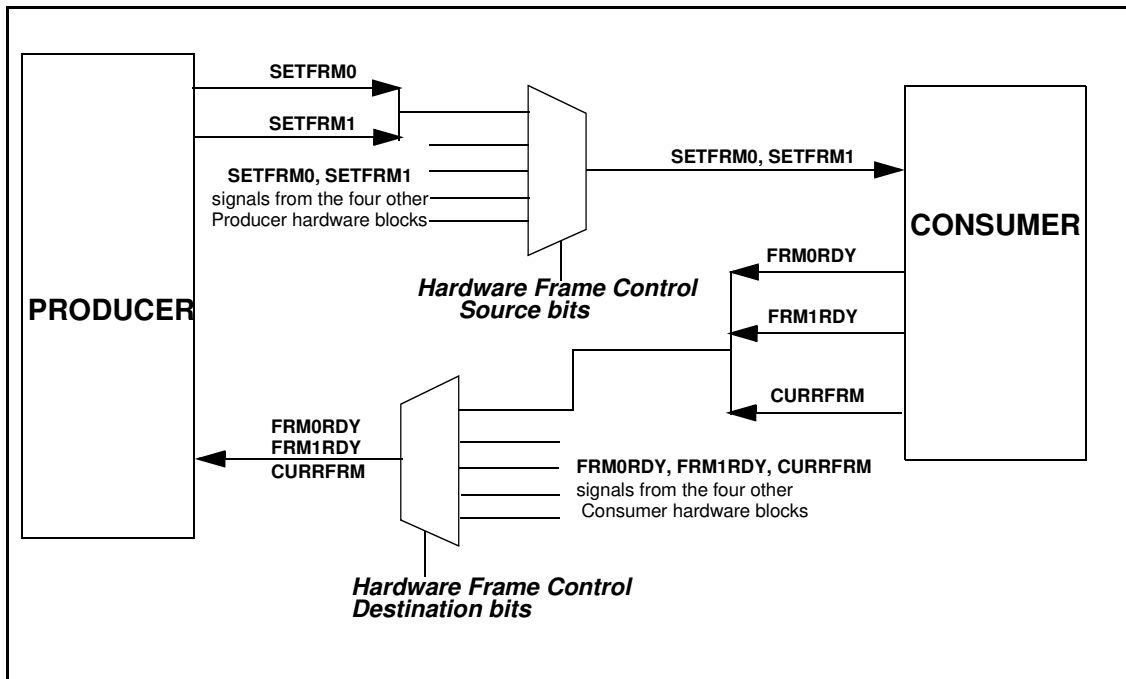 SETFRM0
SETFRM1
SETFRM0, SETFRM1
signals from the four other
Producer hardware blocks
SETFRM0, SETFRM1
PRODUCER
CONSUMER
Hardware Frame Control
Source bits
FRM0RDY
FRM1RDY
CURRFRM
FRM0RDY
FRM1RDY
CURRFRM
FRM0RDY, FRM1RDY, CURRFRM
signals from the four other
Consumer hardware blocks
Hardware Frame Control
Destination bits